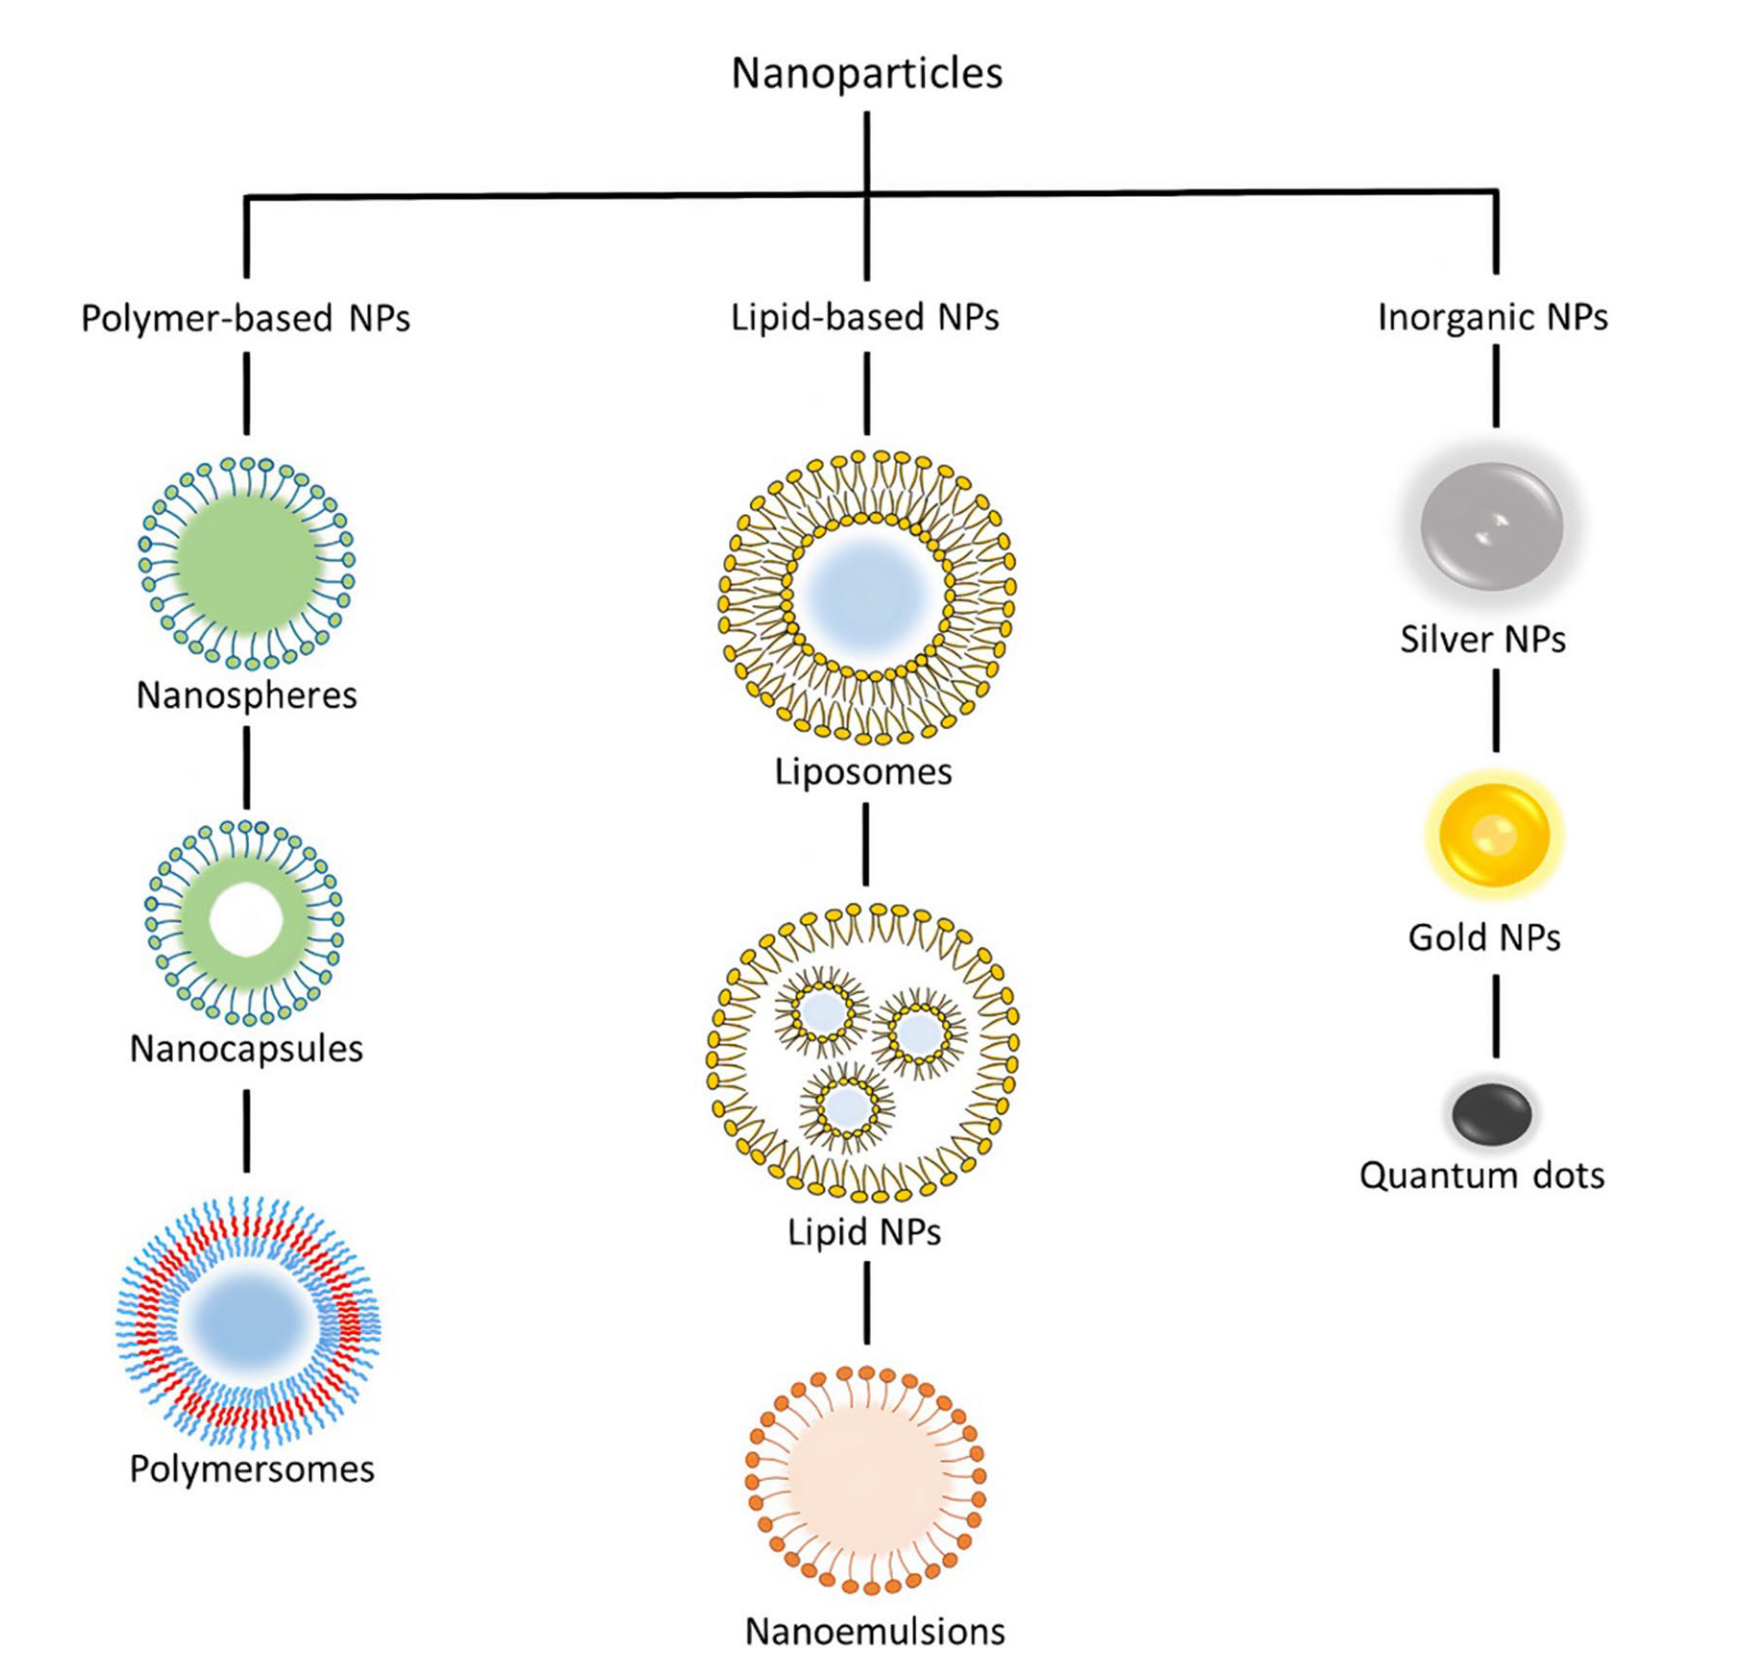 Nanoparticles
Polymer-based NPs
Lipid-based NPs
Inorganic NPs
Nanospheres
Nanocapsules
Polymersomes
Liposomes
Lipid NPs
Nanoemulsions
Silver NPs
Gold NPs
Quantum dots